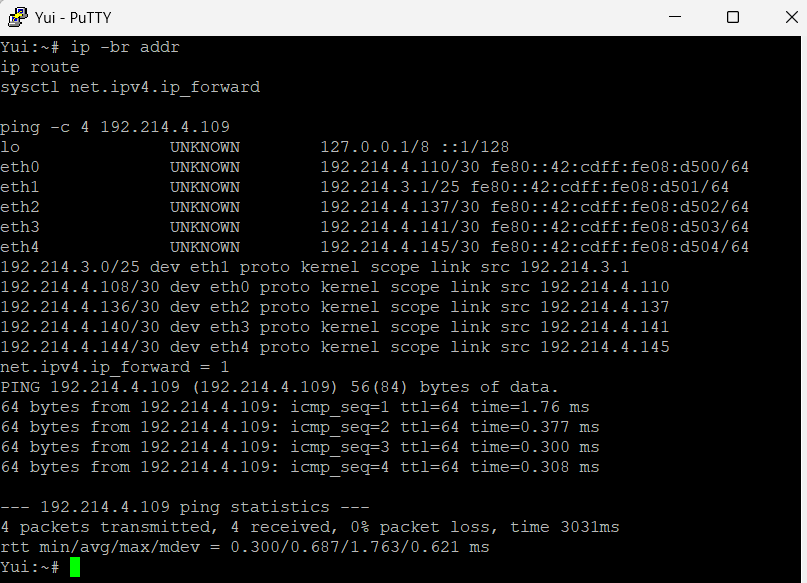 Yui - PuTTY
Yui:~# ip -br addr
ip route
sysctl net.ipv4.ip_forward
ping -c 4 192.214.4.109
lo               UNKNOWN        127.0.0.1/8 ::1/128
eth0             UNKNOWN        192.214.4.110/30 fe80::42:cdff:fe08:d500/64
eth1             UNKNOWN        192.214.3.1/25 fe80::42:cdff:fe08:d501/64
eth2             UNKNOWN        192.214.4.137/30 fe80::42:cdff:fe08:d502/64
eth3             UNKNOWN        192.214.4.141/30 fe80::42:cdff:fe08:d503/64
eth4             UNKNOWN        192.214.4.145/30 fe80::42:cdff:fe08:d504/64
192.214.3.0/25 dev eth1 proto kernel scope link src 192.214.3.1
192.214.4.108/30 dev eth0 proto kernel scope link src 192.214.4.110
192.214.4.136/30 dev eth2 proto kernel scope link src 192.214.4.137
192.214.4.140/30 dev eth3 proto kernel scope link src 192.214.4.141
192.214.4.144/30 dev eth4 proto kernel scope link src 192.214.4.145
net.ipv4.ip_forward = 1
PING 192.214.4.109 (192.214.4.109) 56(84) bytes of data.
64 bytes from 192.214.4.109: icmp_seq=1 ttl=64 time=1.76 ms
64 bytes from 192.214.4.109: icmp_seq=2 ttl=64 time=0.377 ms
64 bytes from 192.214.4.109: icmp_seq=3 ttl=64 time=0.300 ms
64 bytes from 192.214.4.109: icmp_seq=4 ttl=64 time=0.308 ms
--- 192.214.4.109 ping statistics ---
4 packets transmitted, 4 received, 0% packet loss, time 3031ms
rtt min/avg/max/mdev = 0.300/0.687/1.763/0.621 ms
Yui:~#